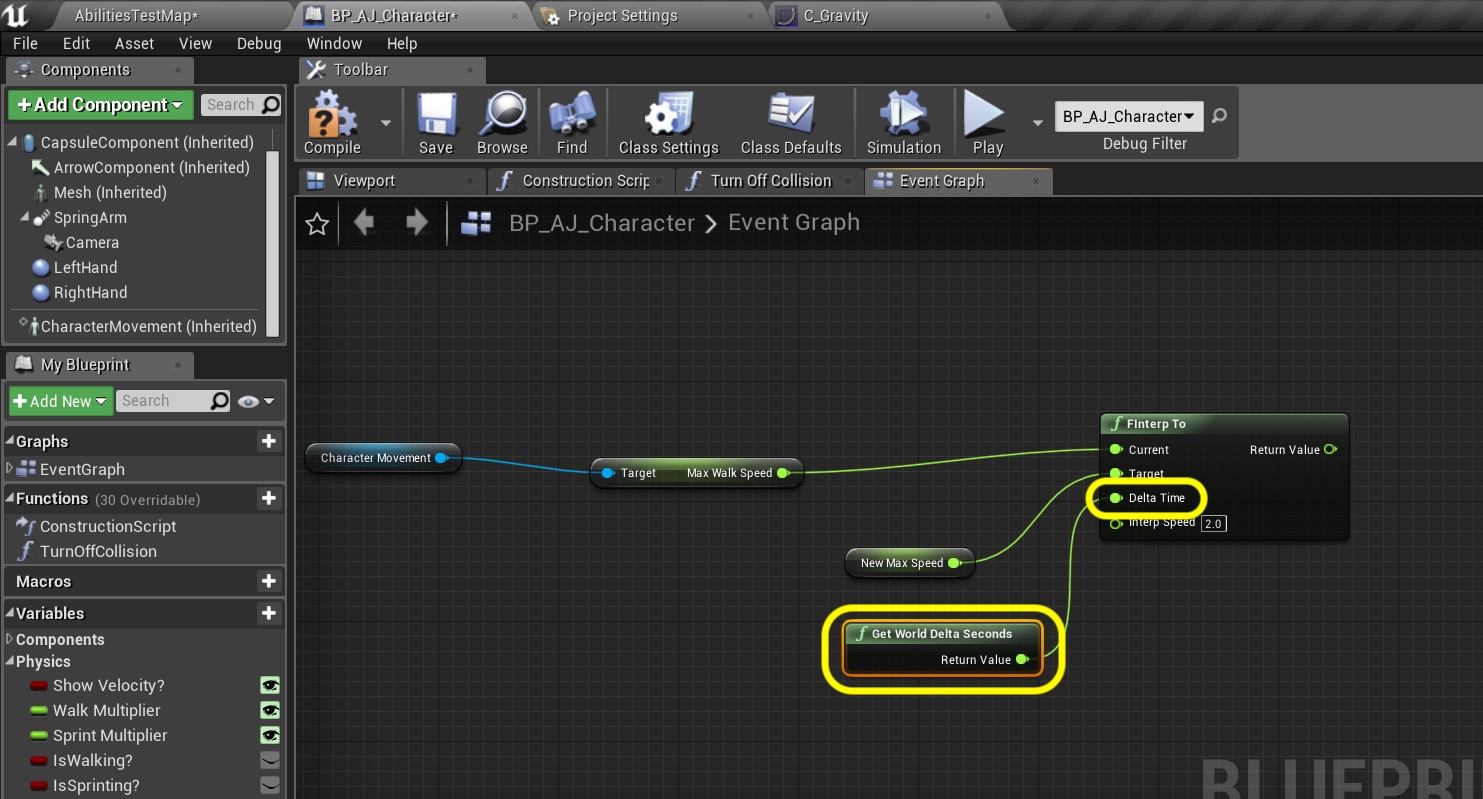 AbilitiesTestMap*
BP_AJ_Character*
Project Settings
C_Gravity
File Edit Asset View Debug Window Help
Components
Toolbar
+Add Component
Search
Compile
Save
Browse
Find
Class Settings
Class Defaults
Simulation
Play
BP_AJ_Character
Debug Filter
CapsuleComponent (Inherited)
ArrowComponent (Inherited)
Mesh (Inherited)
SpringArm
Camera
LeftHand
RightHand
CharacterMovement (Inherited)
Viewport
Construction Scrip
Turn Off Collision
Event Graph
BP_AJ_Character > Event Graph
My Blueprint
+Add New
Search
Graphs
EventGraph
Functions (30 Overridable)
ConstructionScript
TurnOffCollision
Macros
Variables
Components
Physics
Show Velocity?
Walk Multiplier
Sprint Multiplier
IsWalking?
IsSprinting?
Character Movement
Target Max Walk Speed
New Max Speed
f Get World Delta Seconds
Return Value
f FInterp To
Current Return Value
Target
Delta Time
Interp Speed 2.0
BLUEPRI